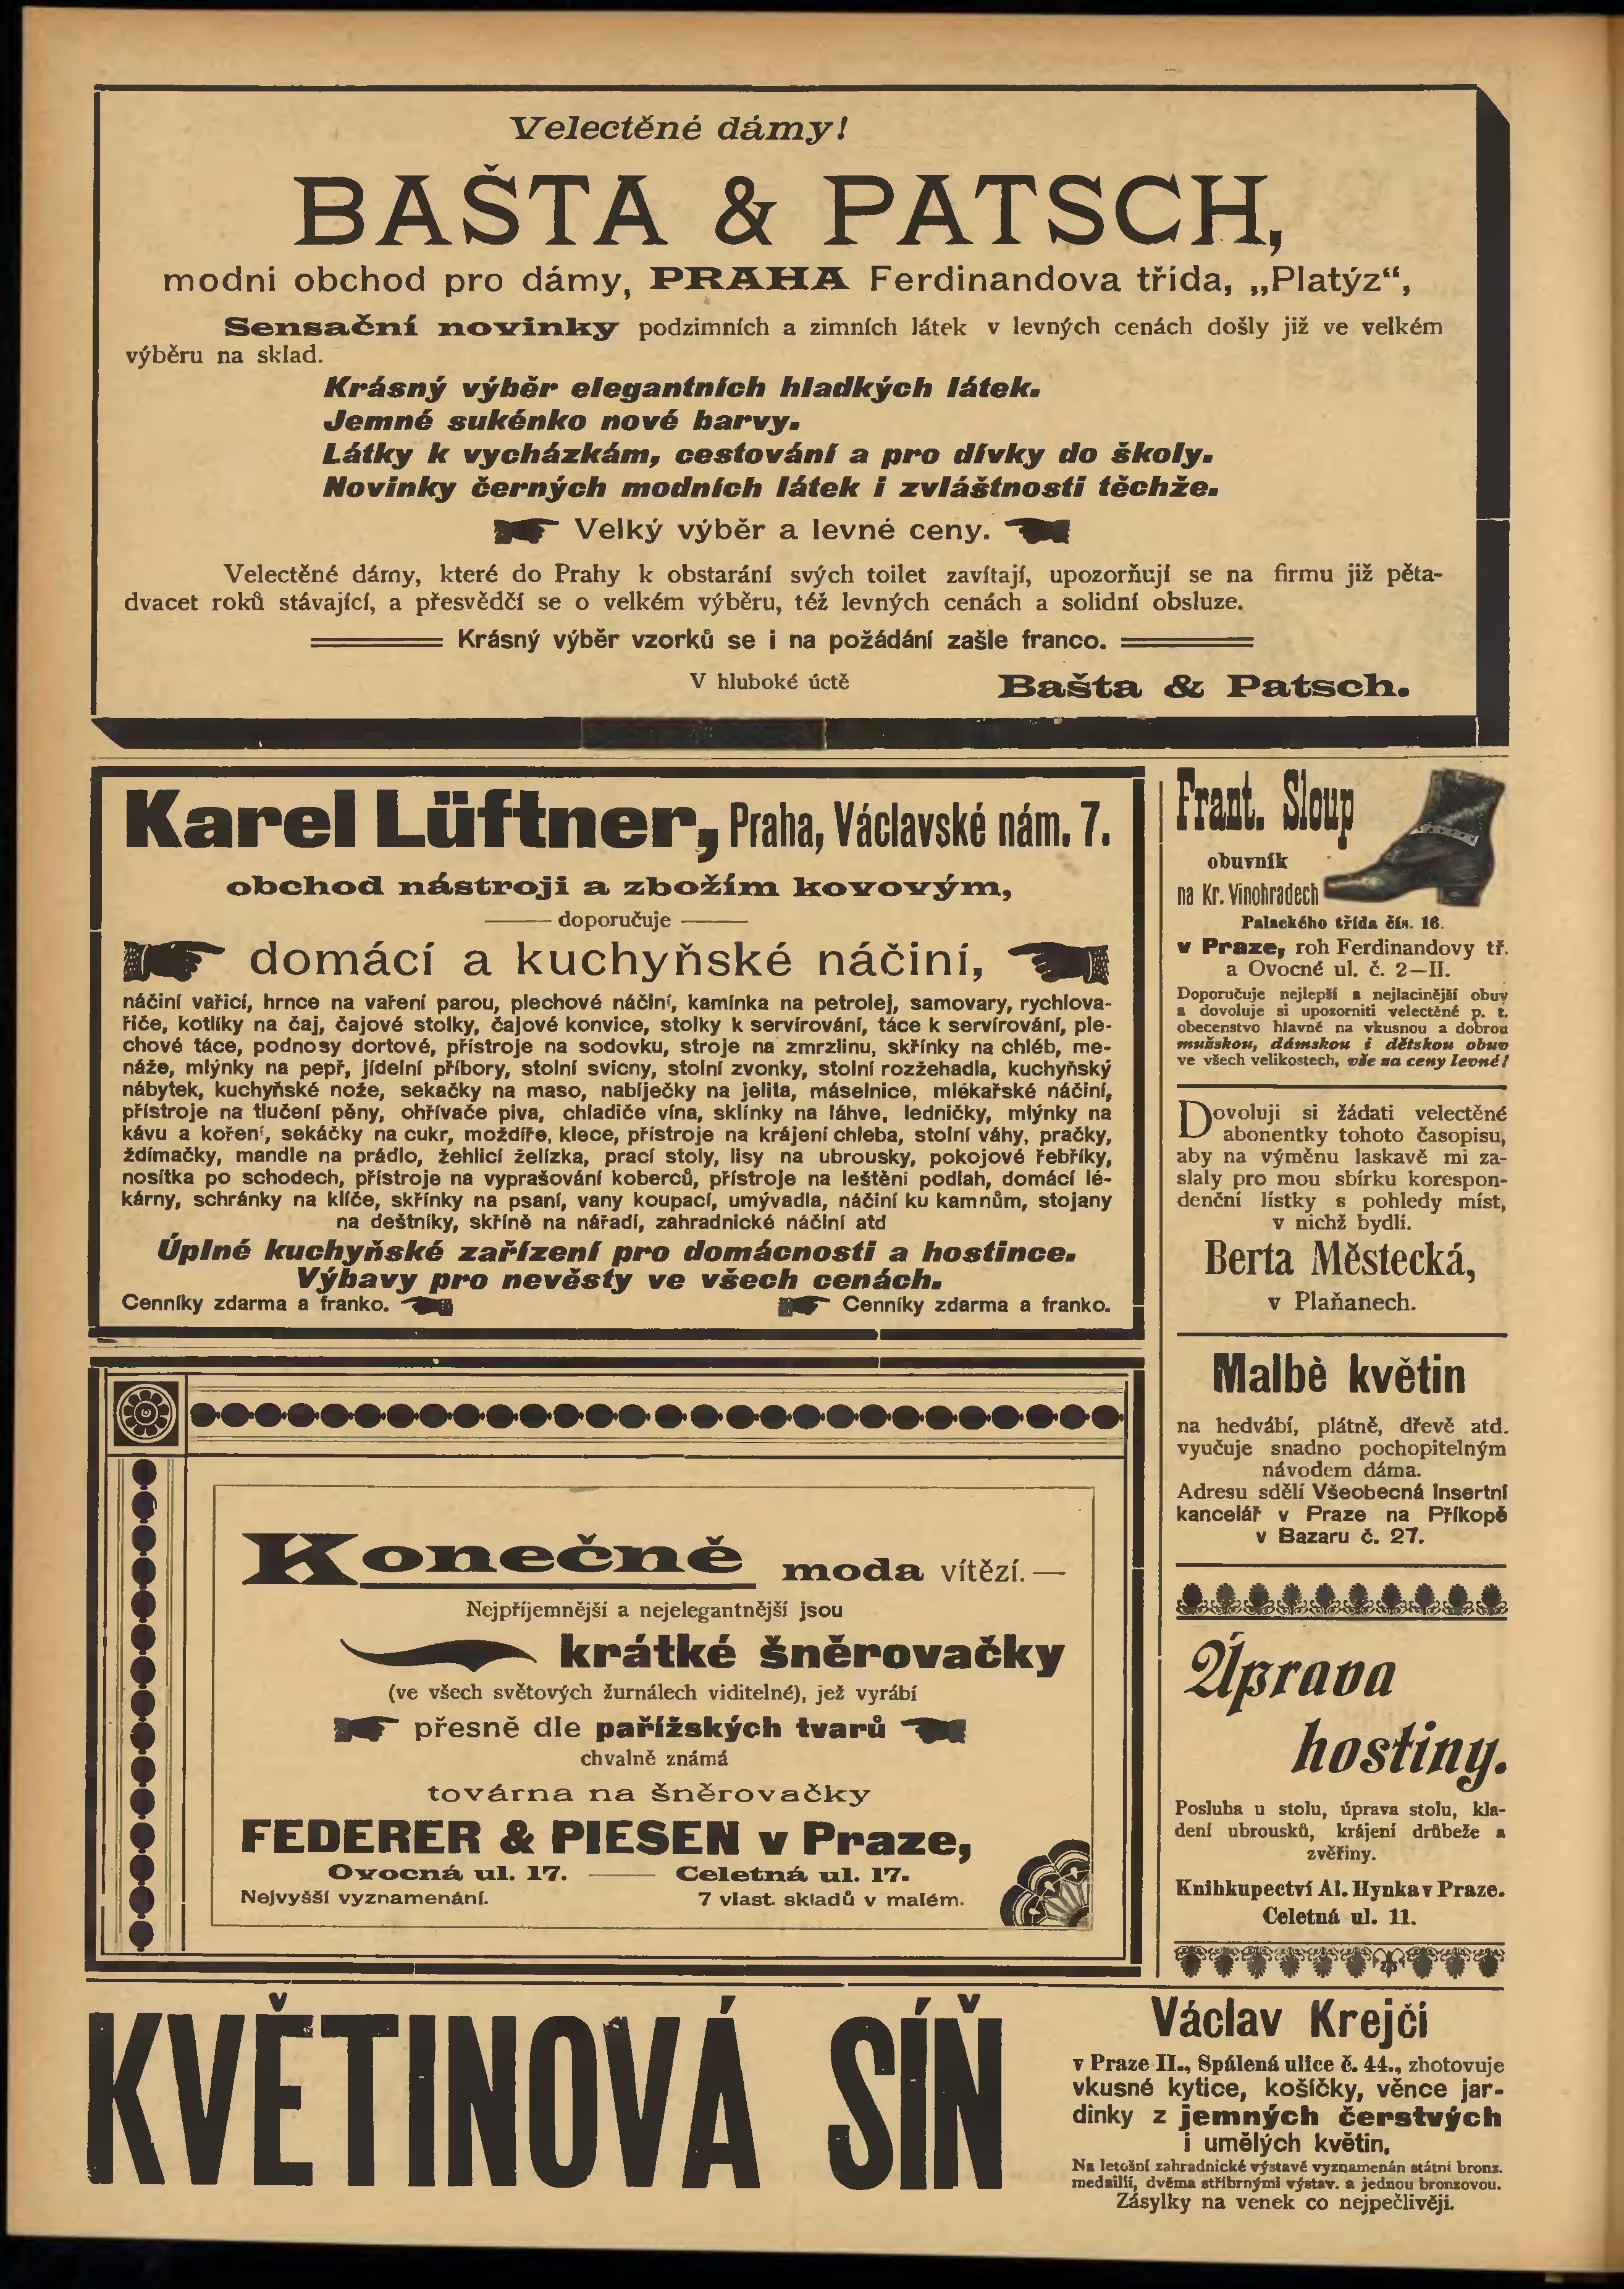 Velectěné dámy!
BAŠTA & PATSCH,
modni obchod pro dámy, PRAHA Ferdinandova třída, „Platýz“,
Sensační novinky podzimních a zimních látek v levných cenách došly již ve velkém
výběru na sklad.
Krásný výběr elegantních hladkých látek.
Jemné sukénko nové barvy.
Látky k vycházkám, cestování a pro dívky do školy.
Novinky černých modních látek i zvláštnosti těchže.
Velký výběr a levné ceny.
Velectěné dámy, které do Prahy k obstarání svých toilet zavítají, upozorňují se na firmu již pěta-
dvacet roků stávající, a přesvědčí se o velkém výběru, též levných cenách a solidní obsluze.
Krásný výběr vzorků se i na požádání zašle franco.
V hluboké úctě Bašta & Patsch.
Karel Lüftner, Praha, Václavské nám. 7.
obchod nástroji a zbožím kovovým,
doporučuje
domácí a kuchyňské náčiní,
náčiní vařicí, hrnce na vaření parou, plechové náčiní, kamínka na petrolej, samovary, rychlova-
řiče, kotlíky na čaj, čajové stolky, čajové konvice, stolky k servírování, táce k servírování, ple-
chové táce, podnosy dortové, přístroje na sodovku, stroje na zmrzlinu, skřínky na chléb, me-
náže, mlýnky na pepř, jídelní příbory, stolní svicny, stolní zvonky, stolní rozžehadla, kuchyňský
nábytek, kuchyňské nože, sekačky na maso, nabíječky na jelita, máselnice, mlékařské náčiní,
přístroje na tlučení pěny, ohřívače piva, chladiče vína, sklínky na láhve, ledničky, mlýnky na
kávu a koření, sekáčky na cukr, moždíře, klece, přístroje na krájení chleba, stolní váhy, pračky,
ždímačky, mandle na prádlo, žehlicí želízka, prací stoly, lisy na ubrousky, pokojové řebříky,
nosítka po schodech, přístroje na vyprašování koberců, přístroje na leštění podlah, domácí lé-
kárny, schránky na klíče, skřínky na psaní, vany koupací, umývadla, náčiní ku kamnům, stojany
na deštníky, skříně na nářadí, zahradnické náčiní atd
Úplné kuchyňské zařízení pro domácnosti a hostince.
Výbavy pro nevěsty ve všech cenách.
Cenníky zdarma a franko. Cenníky zdarma a franko.
Konečně moda vítězí. —
Nejpříjemnější a nejelegantnější jsou
krátké šněrovačky
(ve všech světových žurnálech viditelné), jež vyrábí
přesně dle pařížských tvarů
chvalně známá
továrna na šněrovačky
FEDERER & PIESEN v Praze,
Ovocná ul. 17. — Celetná ul. 17.
Nejvyšší vyznamenání. 7 vlast. skladů v malém.
Frant. Sloup
obuvník
na Kr. Vinohradech
Palackého třída čís. 16.
v Praze, roh Ferdinandovy tř.
a Ovocné ul. č. 2—II.
Doporučuje nejlepší a nejlacinější obuv
a dovoluje si upozorniti velectěné p. t.
obecenstvo hlavně na vkusnou a dobrou
mužskou, dámskou i dětskou obuv
ve všech velikostech, vše za ceny levné!
Dovoluji si žádati velectěné
abonentky tohoto časopisu,
aby na výměnu laskavě mi za-
slaly pro mou sbírku korespon-
denční lístky s pohledy míst,
v nichž bydlí.
Berta Městecká,
v Plaňanech.
Malbě květin
na hedvábí, plátně, dřevě atd.
vyučuje snadno pochopitelným
návodem dáma.
Adresu sdělí Všeobecná insertní
kancelář v Praze na Příkopě
v Bazaru č. 27.
Úprava
hostiny.
Posluha u stolu, úprava stolu, kla-
dení ubrousků, krájení drůbeže a
zvěřiny.
Knihkupectví Al. Hynka v Praze.
Celetná ul. 11.
KVĚTINOVÁ SÍŇ
Václav Krejčí
v Praze II., Spálená ulice č. 44., zhotovuje
vkusné kytice, košíčky, věnce jar-
dinky z jemných čerstvých
i umělých květin.
Na letošní zahradnické výstavě vyznamenán státní bronz.
medailií, dvěma stříbrnými výstav. a jednou bronzovou.
Zásylky na venek co nejpečlivěji.